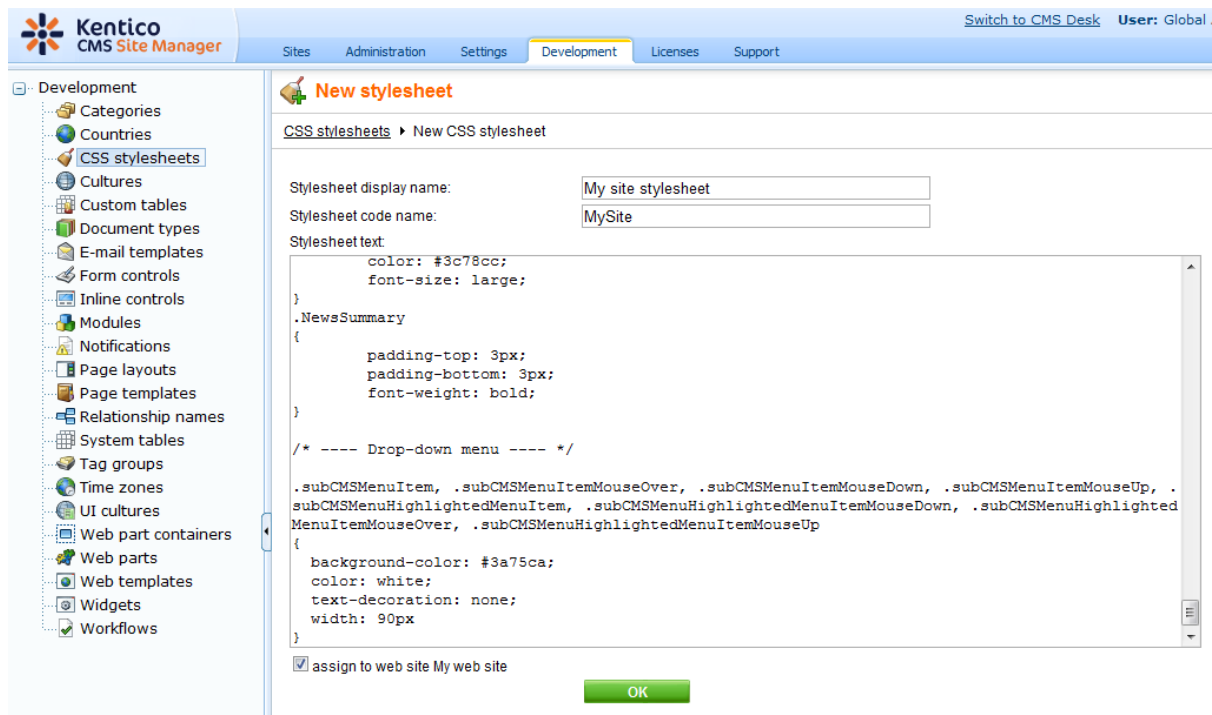 Kentico
CMS Site Manager
Switch to CMS Desk User: Global
Sites Administration Settings Development Licenses Support
Development
Categories
Countries
CSS stylesheets
Cultures
Custom tables
Document types
E-mail templates
Form controls
Inline controls
Modules
Notifications
Page layouts
Page templates
Relationship names
System tables
Tag groups
Time zones
UI cultures
Web part containers
Web parts
Web templates
Widgets
Workflows
New stylesheet
CSS stylesheets New CSS stylesheet
Stylesheet display name: My site stylesheet
Stylesheet code name: MySite
Stylesheet text:
color: #3c78cc;
font-size: large;
}
.NewsSummary
{
padding-top: 3px;
padding-bottom: 3px;
font-weight: bold;
}
/* ---- Drop-down menu ---- */
.subCMSMenuItem, .subCMSMenuItemMouseOver, .subCMSMenuItemMouseDown, .subCMSMenuItemMouseUp, .
subCMSMenuHighlightedMenuItem, .subCMSMenuHighlightedMenuItemMouseDown, .subCMSMenuHighlighted
MenuItemMouseOver, .subCMSMenuHighlightedMenuItemMouseUp
{
background-color: #3a75ca;
color: white;
text-decoration: none;
width: 90px
}
assign to web site My web site
OK